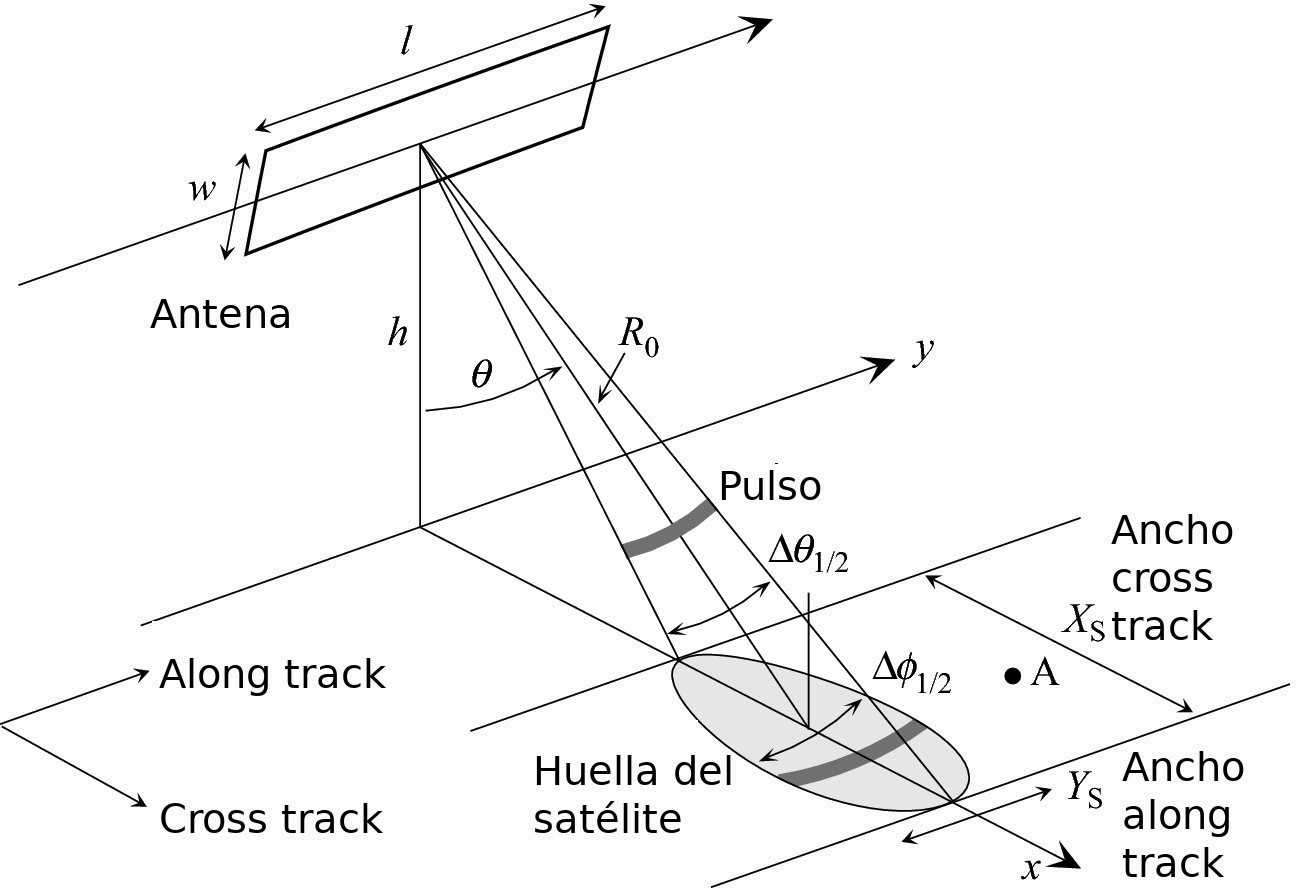 l
w
Antena
h
θ
R0
y
Pulso
Δθ1/2
Ancho
cross
track
XS
A
Along track
Δϕ1/2
Huella del
satélite
Cross track
YS
Ancho
along
track
x